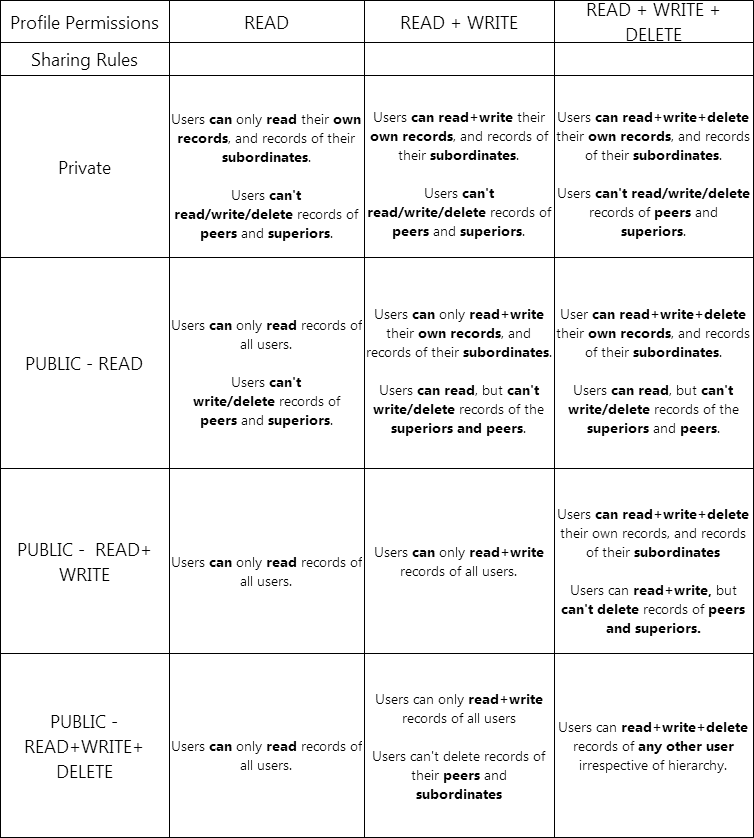 Profile Permissions
READ
READ + WRITE
READ + WRITE +
DELETE
Sharing Rules
Private
Users can only read their own
records, and records of their
subordinates.
Users can't
read/write/delete records of
peers and superiors.
Users can read+write their
own records, and records of
their subordinates.
Users can't
read/write/delete records of
peers and superiors.
Users can read+write+delete
their own records, and records
of their subordinates.
Users can't read/write/delete
records of peers and
superiors.
PUBLIC - READ
Users can only read records of
all users.
Users can't
write/delete records of
peers and superiors.
Users can only read+write
their own records, and
records of their subordinates.
Users can read, but can't
write/delete records of the
superiors and peers.
User can read+write+delete
their own records, and records
of their subordinates.
Users can read, but can't
write/delete records of the
superiors and peers.
PUBLIC - READ+
WRITE
Users can only read records of
all users.
Users can only read+write
records of all users.
Users can read+write+delete
their own records, and records
of their subordinates
Users can read+write, but
can't delete records of peers
and superiors.
PUBLIC -
READ+WRITE+
DELETE
Users can only read records of
all users.
Users can only read+write
records of all users
Users can't delete records of
their peers and
subordinates
Users can read+write+delete
records of any other user
irrespective of hierarchy.